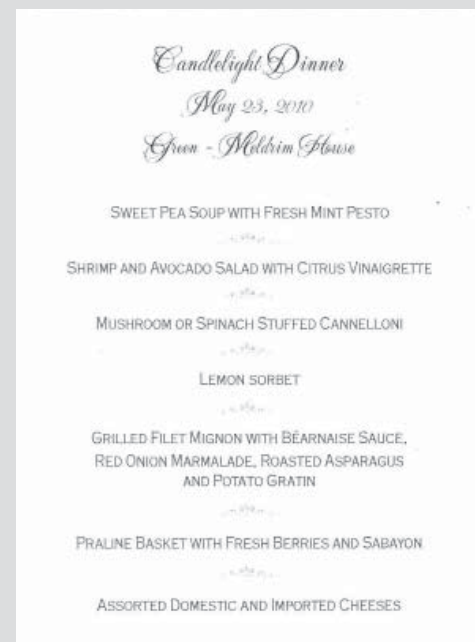 Candlelight Dinner
May 23, 2010
Green - Meldrim House
SWEET PEA SOUP WITH FRESH MINT PESTO
SHRIMP AND AVOCADO SALAD WITH CITRUS VINAIGRETTE
MUSHROOM OR SPINACH STUFFED CANNELLONI
LEMON SORBET
GRILLED FILET MIGNON WITH BÉARNAISE SAUCE,
RED ONION MARMALADE, ROASTED ASPARAGUS
AND POTATO GRATIN
PRALINE BASKET WITH FRESH BERRIES AND SABAYON
ASSORTED DOMESTIC AND IMPORTED CHEESES